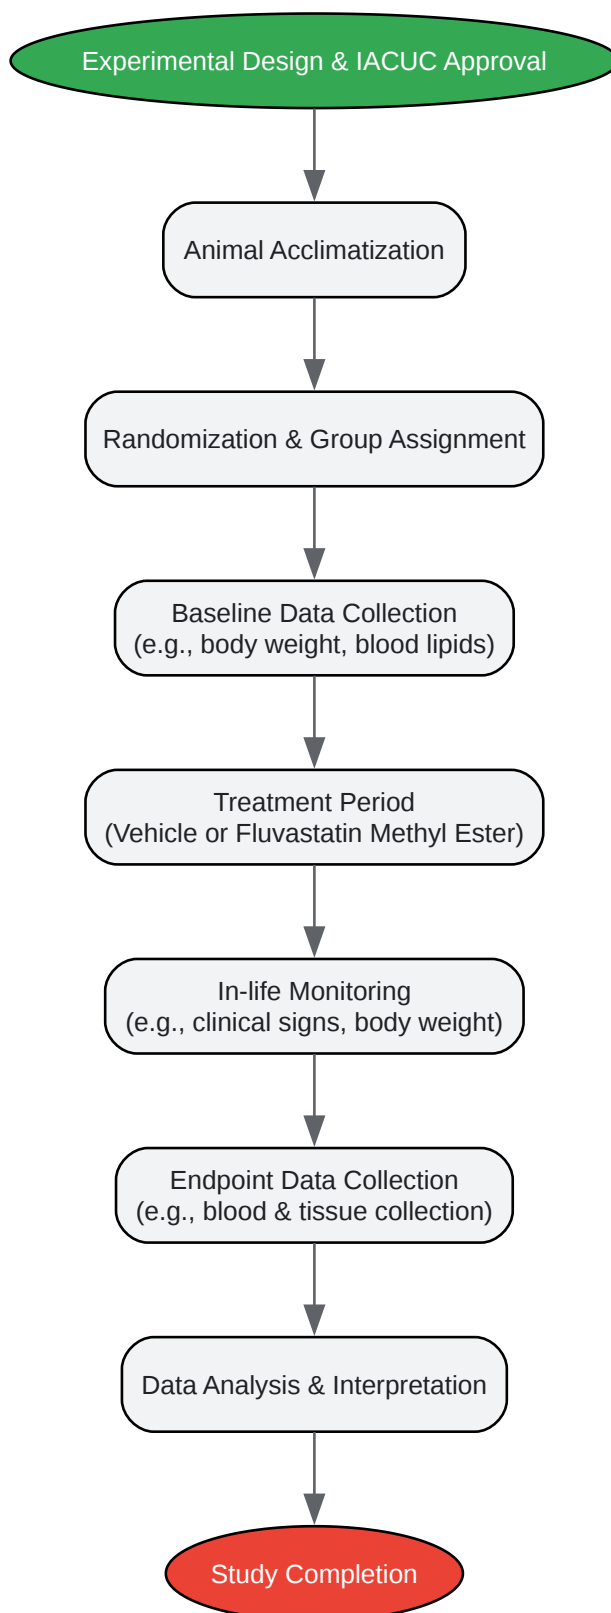 Experimental Design & IACUC Approval
Animal Acclimatization
Randomization & Group Assignment
Baseline Data Collection
(e.g., body weight, blood lipids)
Treatment Period
(Vehicle or Fluvastatin Methyl Ester)
In-life Monitoring
(e.g., clinical signs, body weight)
Endpoint Data Collection
(e.g., blood & tissue collection)
Data Analysis & Interpretation
Study Completion